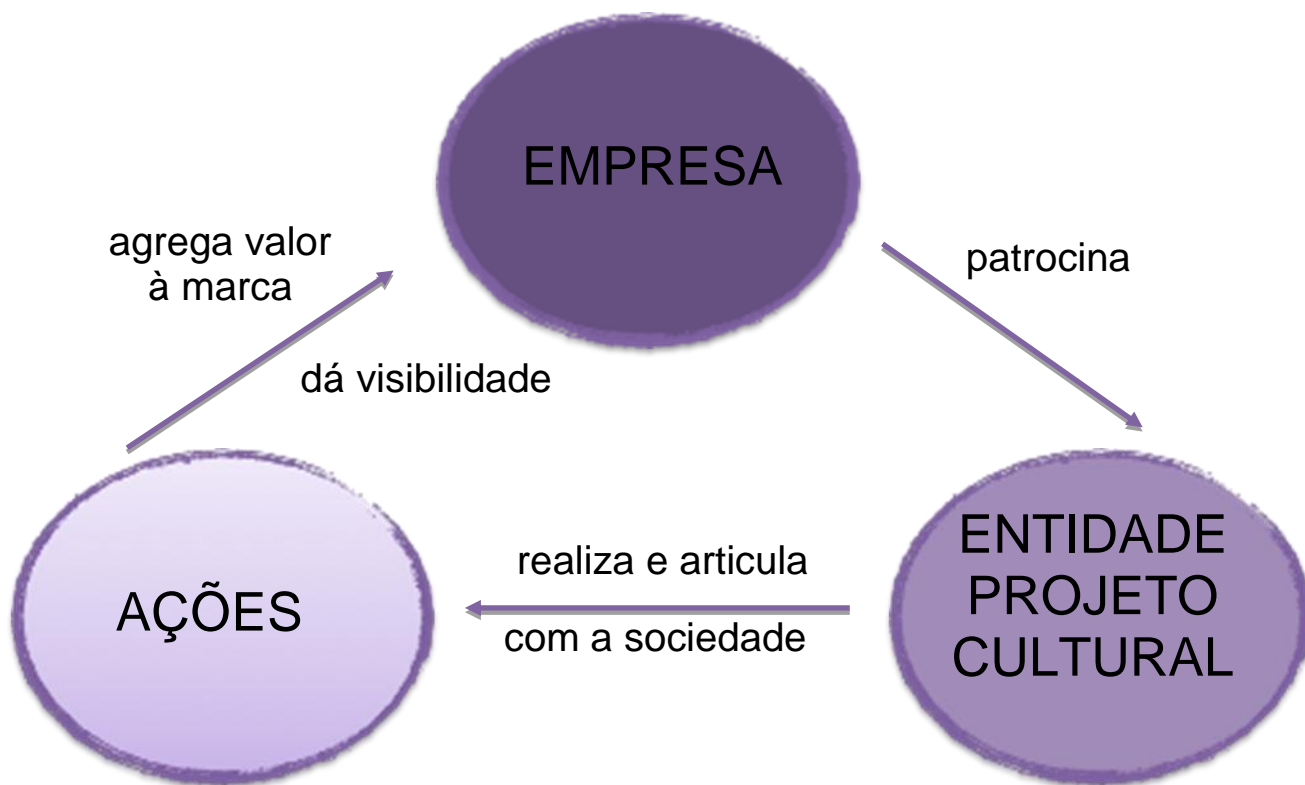 EMPRESA
agrega valor
à marca
patrocina
dá visibilidade
ENTIDADE
PROJETO
CULTURAL
realiza e articula
com a sociedade
AÇÕES